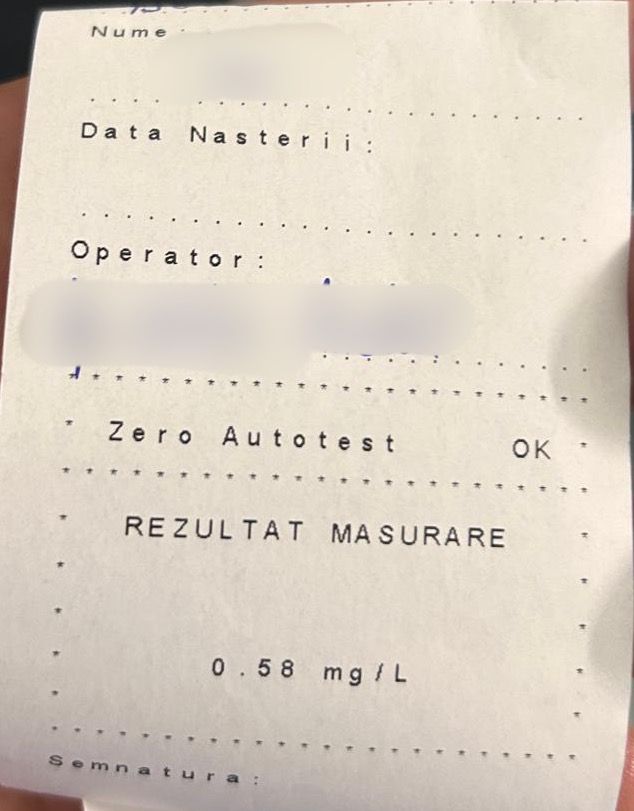 Nume
Data Nasterii:
Operator:
* Zero Autotest OK *
REZULTAT MASURARE
0.58 mg/L
Semnatura: